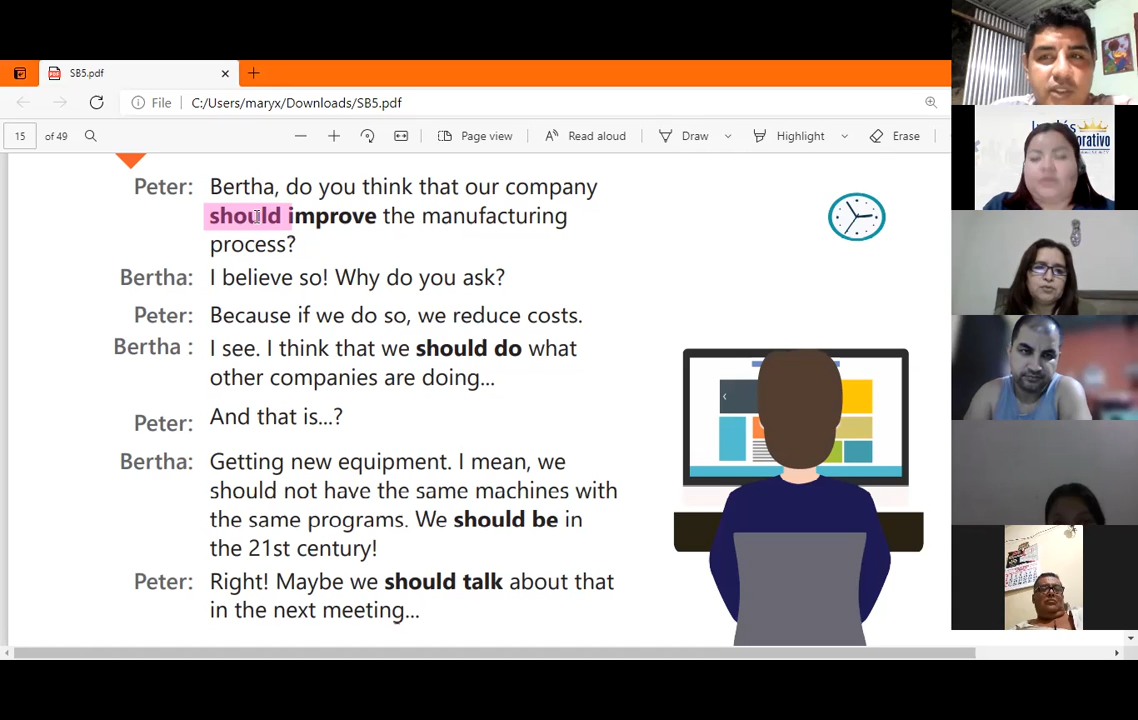 SB5.pdf
File C:/Users/maryx/Downloads/SB5.pdf
15 of 49 Page view Read aloud Draw Highlight Erase
Peter: Bertha, do you think that our company
should improve the manufacturing
process?
Bertha: I believe so! Why do you ask?
Peter: Because if we do so, we reduce costs.
Bertha : I see. I think that we should do what
other companies are doing...
Peter: And that is...?
Bertha: Getting new equipment. I mean, we
should not have the same machines with
the same programs. We should be in
the 21st century!
Peter: Right! Maybe we should talk about that
in the next meeting...